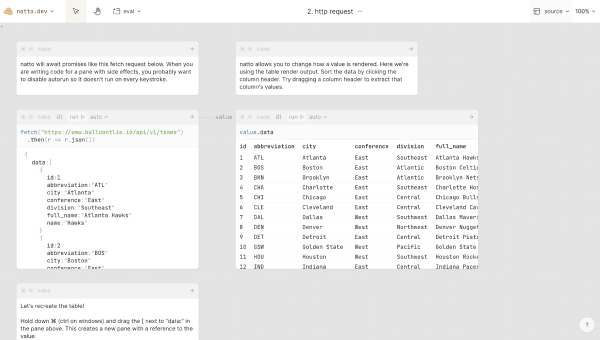 natto.dev
eval
2. http request
source
100%
name
natto will await promises like this fetch request below. When you
are writing code for a pane with side effects, you probably want
to disable autorun so it doesn't run on every keystroke.
name
natto allows you to change how a value is rendered. Here we're
using the table render output. Sort the data by clicking the
column header. Try dragging a column header to extract that
column's values.
name run auto
fetch("https://www.balldontlie.io/api/v1/teams")
.then(r => r.json())
{
data:[
{
id:1
abbreviation:"ATL"
city:"Atlanta"
conference:"East"
division:"Southeast"
full_name:"Atlanta Hawks"
name:"Hawks"
}
{
id:2
abbreviation:"BOS"
city:"Boston"
conference:"East"
value
name run auto
value.data
id abbreviation city conference division full_name
1 ATL Atlanta East Southeast Atlanta Hawks
2 BOS Boston East Atlantic Boston Celti
3 BKN Brooklyn East Atlantic Brooklyn Nets
4 CHA Charlotte East Southeast Charlotte Hor
5 CHI Chicago East Central Chicago Bulls
6 CLE Cleveland East Central Cleveland Cav
7 DAL Dallas West Southwest Dallas Maver
8 DEN Denver West Northwest Denver Nugget
9 DET Detroit East Central Detroit Pisto
10 GSW Golden State West Pacific Golden State
11 HOU Houston West Southwest Houston Rocke
12 IND Indiana East Central Indiana Pacer
name
Let's recreate the table!
Hold down ⌘ (ctrl on windows) and drag the [ next to "data:" in
the pane above. This creates a new pane with a reference to the
value.
?